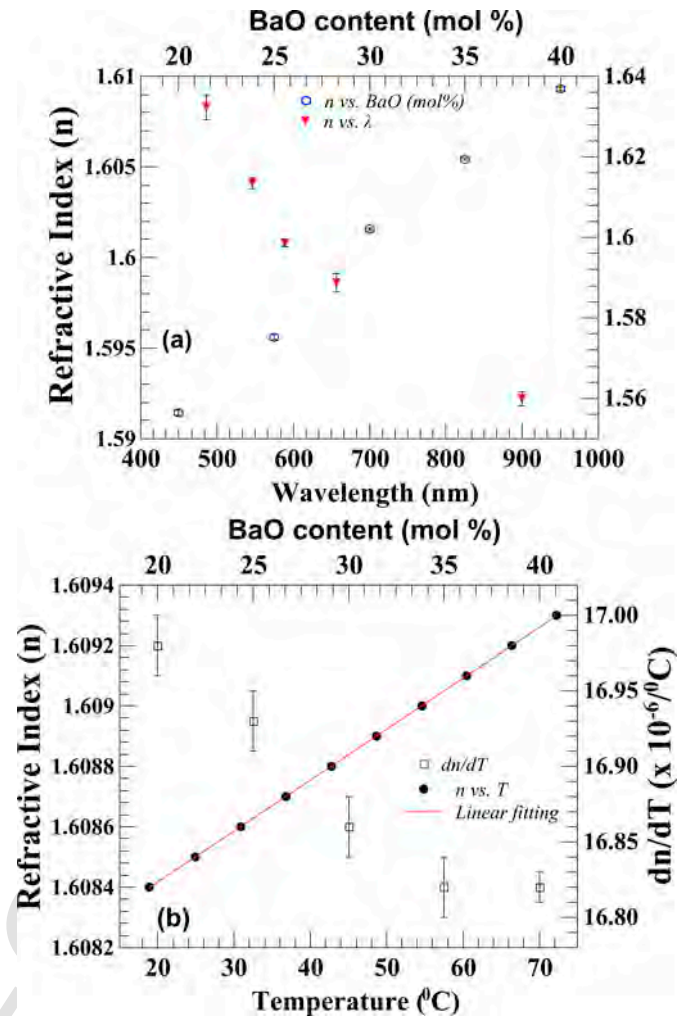 BaO content (mol %)
20 25 30 35 40
Refractive Index (n)
1.61
1.605
1.6
1.595
1.59
n vs. BaO (mol%)
n vs. λ
(a)
1.64
1.62
1.6
1.58
1.56
400 500 600 700 800 900 1000
Wavelength (nm)
BaO content (mol %)
20 25 30 35 40
Refractive Index (n)
1.6094
1.6092
1.609
1.6088
1.6086
1.6084
1.6082
dn/dT
n vs. T
Linear fitting
(b)
17.00
16.95
16.90
16.85
16.80
dn/dT (x 10⁻⁶/⁰C)
20 30 40 50 60 70
Temperature (⁰C)